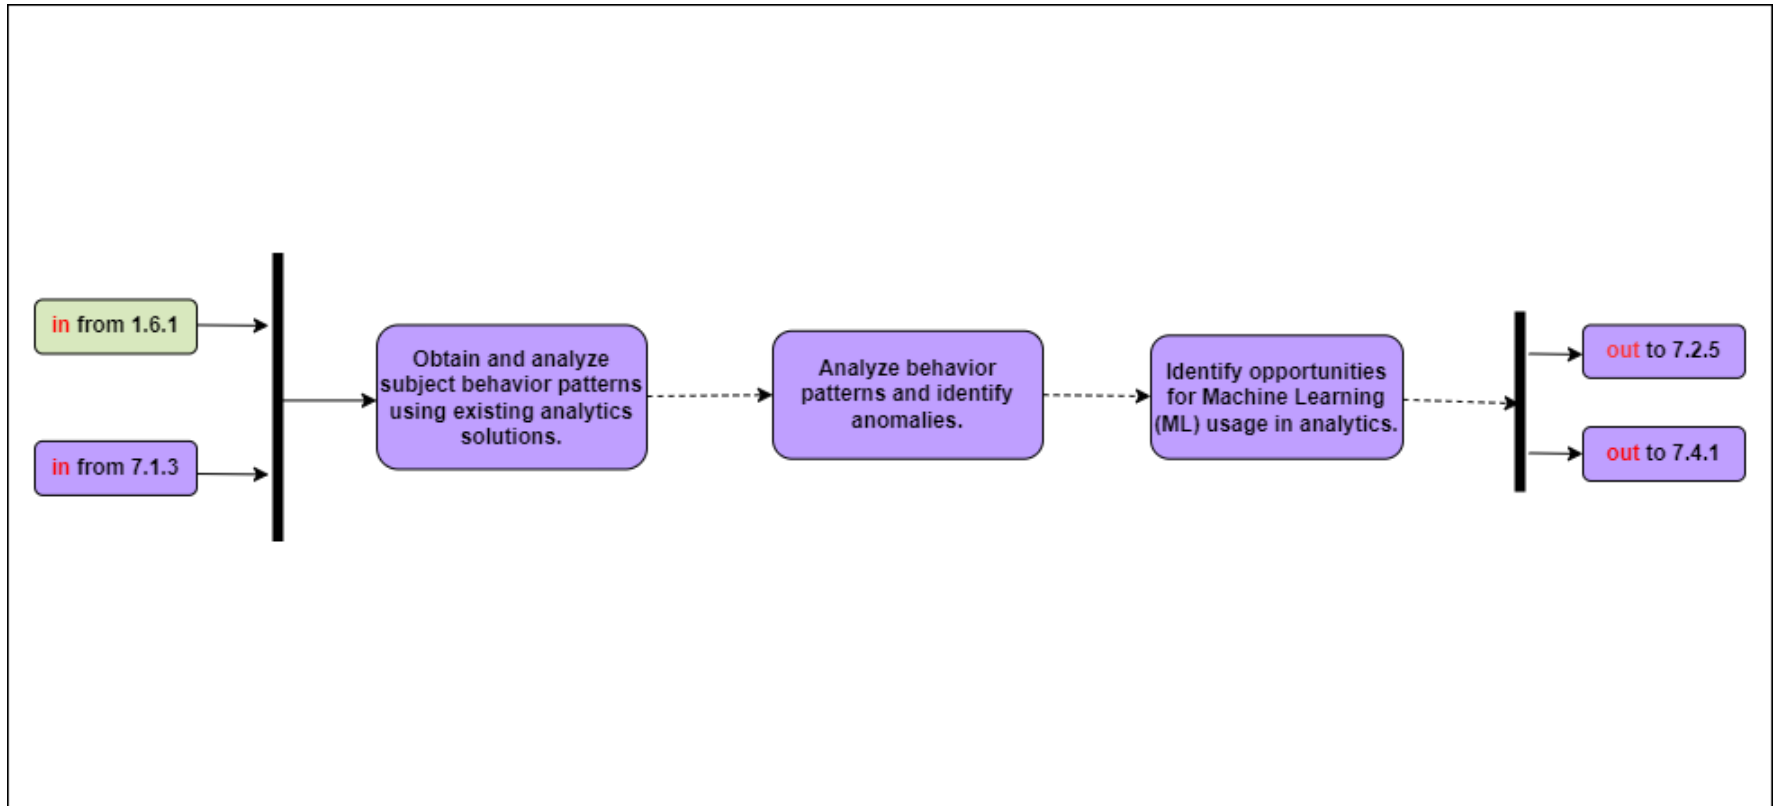 in from 1.6.1
in from 7.1.3
Obtain and analyze
subject behavior patterns
using existing analytics
solutions.
Analyze behavior
patterns and identify
anomalies.
Identify opportunities
for Machine Learning
(ML) usage in analytics.
out to 7.2.5
out to 7.4.1